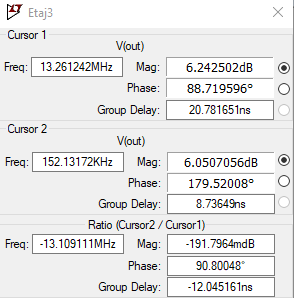 Etaj3
Cursor 1
V(out)
Freq: 13.261242MHz Mag: 6.242502dB
Phase: 88.719596°
Group Delay: 20.781651ns
Cursor 2
V(out)
Freq: 152.13172KHz Mag: 6.0507056dB
Phase: 179.52008°
Group Delay: 8.73649ns
Ratio (Cursor2 / Cursor1)
Freq: -13.109111MHz Mag: -191.7964mdB
Phase: 90.80048°
Group Delay: -12.045161ns